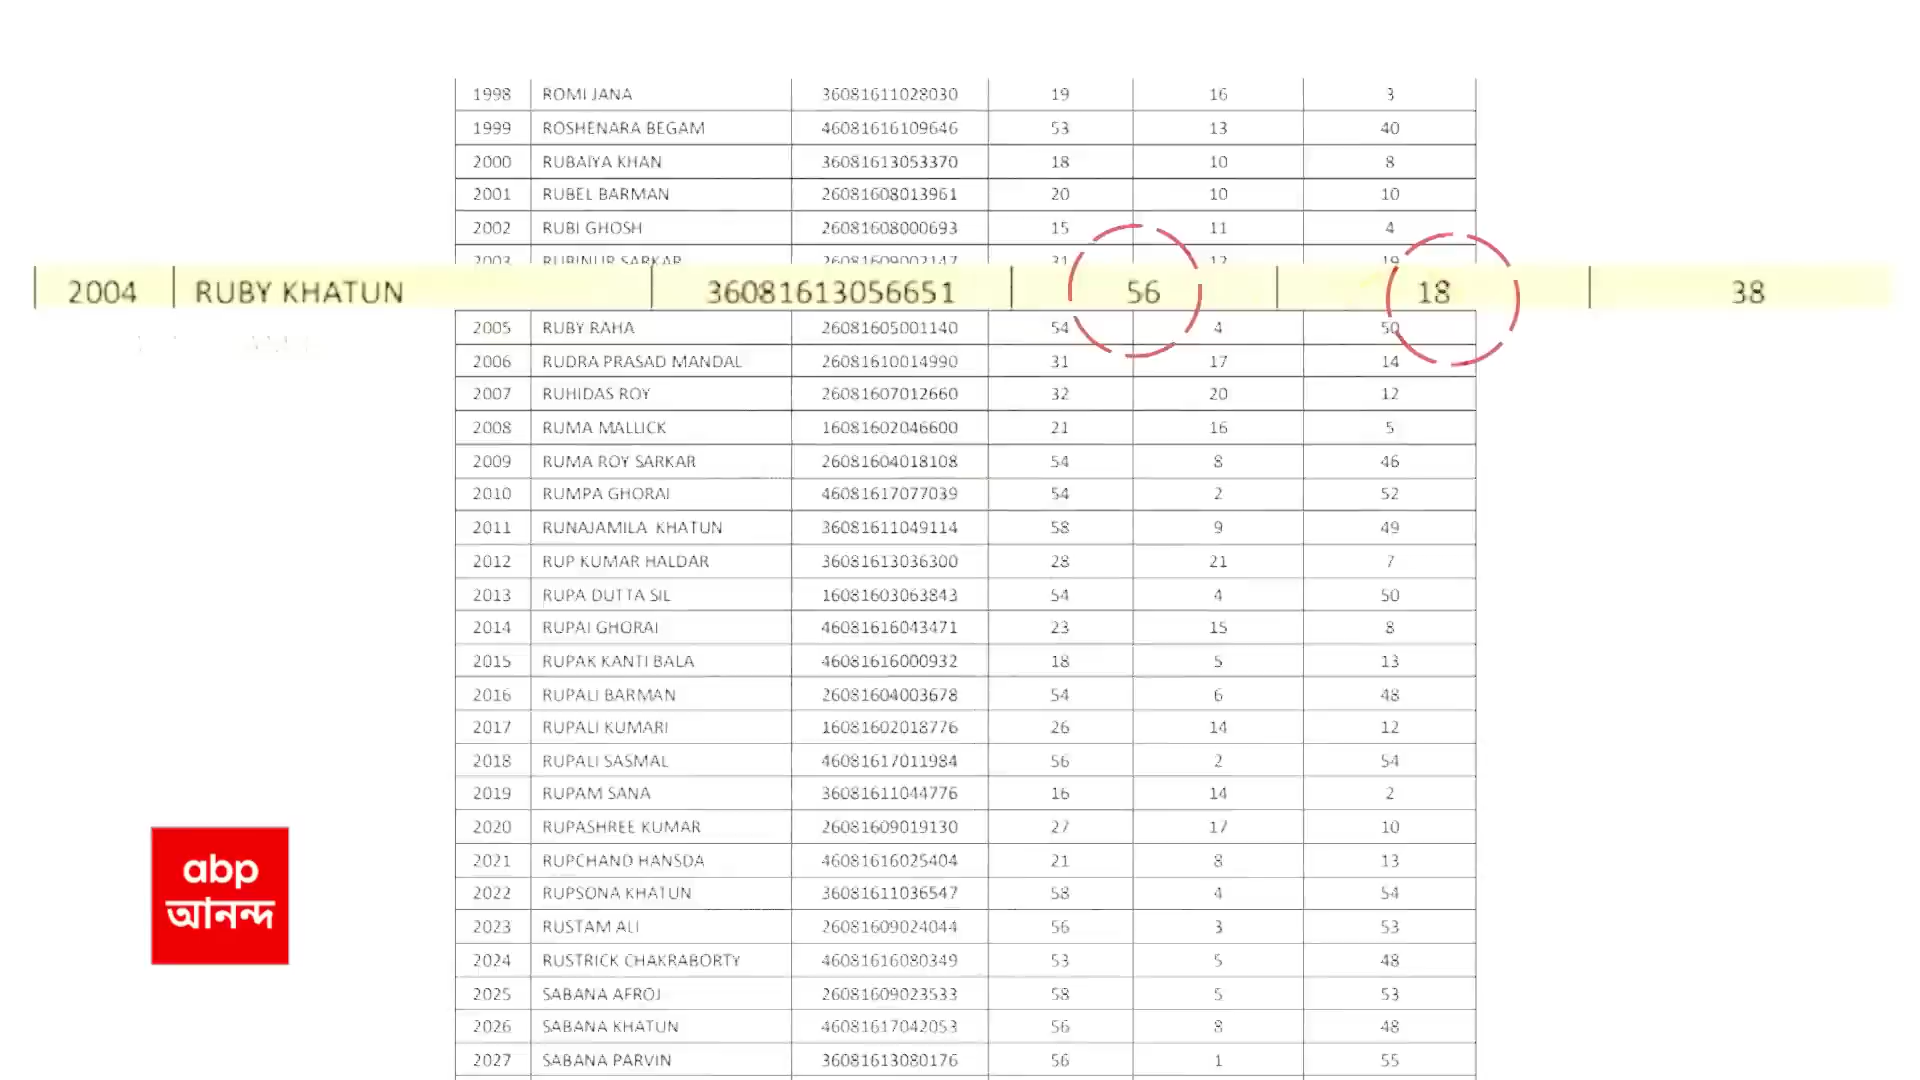 1998 ROMI JANA 36081611028030 19 16 3
1999 ROSHENARA BEGAM 46081616109646 53 13 40
2000 RUBAIYA KHAN 36081613053370 18 10 8
2001 RUBEL BARMAN 26081608013961 20 10 10
2002 RUBI GHOSH 26081608000693 15 11 4
2003 RUBINUR SARKAR 26081609002147 31 12 19
2004 RUBY KHATUN 36081613056651 56 18 38
2005 RUBY RAHA 26081605001140 54 4 50
2006 RUDRA PRASAD MANDAL 26081610014990 31 17 14
2007 RUHIDAS ROY 26081607012660 32 20 12
2008 RUMA MALLICK 16081602046600 21 16 5
2009 RUMA ROY SARKAR 26081604018108 54 8 46
2010 RUMPA GHORAI 46081617077039 54 2 52
2011 RUNAJAMILA KHATUN 36081611049114 58 9 49
2012 RUP KUMAR HALDAR 36081613036300 28 21 7
2013 RUPA DUTTA SIL 16081603063843 54 4 50
2014 RUPAI GHORAI 46081616043471 23 15 8
2015 RUPAK KANTI BALA 46081616000932 18 5 13
2016 RUPALI BARMAN 26081604003678 54 6 48
2017 RUPALI KUMARI 16081602018776 26 14 12
2018 RUPALI SASMAL 46081617011984 56 2 54
2019 RUPAM SANA 36081611044776 16 14 2
2020 RUPASHREE KUMAR 26081609019130 27 17 10
2021 RUPCHAND HANSDA 46081616025404 21 8 13
2022 RUPSONA KHATUN 36081611036547 58 4 54
2023 RUSTAM ALI 26081609024044 56 3 53
2024 RUSTRICK CHAKRABORTY 46081616080349 53 5 48
2025 SABANA AFROJ 26081609023533 58 5 53
2026 SABANA KHATUN 46081617042053 56 8 48
2027 SABANA PARVIN 36081613080176 56 1 55
abp
আনন্দ